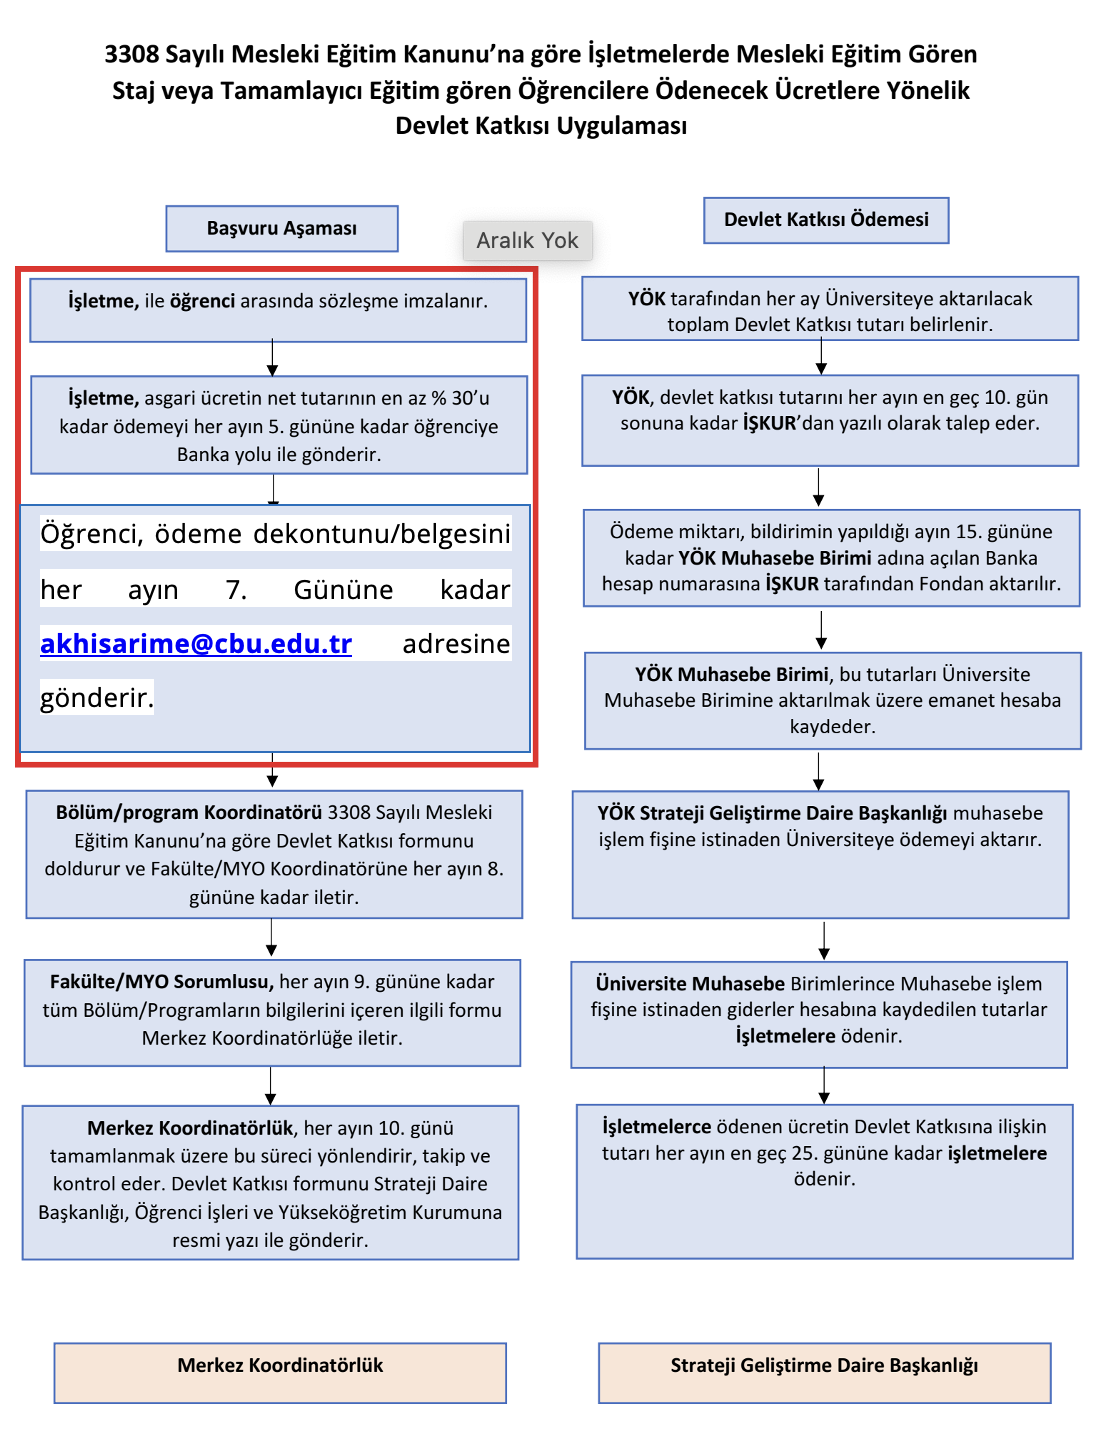 3308 Sayılı Mesleki Eğitim Kanunu’na göre İşletmelerde Mesleki Eğitim Gören
Staj veya Tamamlayıcı Eğitim gören Öğrencilere Ödenecek Ücretlere Yönelik
Devlet Katkısı Uygulaması
Başvuru Aşaması
Aralık Yok
İşletme, ile öğrenci arasında sözleşme imzalanır.
İşletme, asgari ücretin net tutarının en az % 30’u
kadar ödemeyi her ayın 5. gününe kadar öğrenciye
Banka yolu ile gönderir.
Öğrenci, ödeme dekontunu/belgesini
her ayın 7. Gününe kadar
akhisarime@cbu.edu.tr adresine
gönderir.
Bölüm/program Koordinatörü 3308 Sayılı Mesleki
Eğitim Kanunu’na göre Devlet Katkısı formunu
doldurur ve Fakülte/MYO Koordinatörüne her ayın 8.
gününe kadar iletir.
Fakülte/MYO Sorumlusu, her ayın 9. gününe kadar
tüm Bölüm/Programların bilgilerini içeren ilgili formu
Merkez Koordinatörlüğe iletir.
Merkez Koordinatörlük, her ayın 10. günü
tamamlanmak üzere bu süreci yönlendirir, takip ve
kontrol eder. Devlet Katkısı formunu Strateji Daire
Başkanlığı, Öğrenci İşleri ve Yükseköğretim Kurumuna
resmi yazı ile gönderir.
Merkez Koordinatörlük
Devlet Katkısı Ödemesi
YÖK tarafından her ay Üniversiteye aktarılacak
toplam Devlet Katkısı tutarı belirlenir.
YÖK, devlet katkısı tutarını her ayın en geç 10. gün
sonuna kadar İŞKUR’dan yazılı olarak talep eder.
Ödeme miktarı, bildirimin yapıldığı ayın 15. gününe
kadar YÖK Muhasebe Birimi adına açılan Banka
hesap numarasına İŞKUR tarafından Fondan aktarılır.
YÖK Muhasebe Birimi, bu tutarları Üniversite
Muhasebe Birimine aktarılmak üzere emanet hesaba
kaydeder.
YÖK Strateji Geliştirme Daire Başkanlığı muhasebe
işlem fişine istinaden Üniversiteye ödemeyi aktarır.
Üniversite Muhasebe Birimlerince Muhasebe işlem
fişine istinaden giderler hesabına kaydedilen tutarlar
İşletmelere ödenir.
İşletmelerce ödenen ücretin Devlet Katkısına ilişkin
tutarı her ayın en geç 25. gününe kadar işletmelere
ödenir.
Strateji Geliştirme Daire Başkanlığı